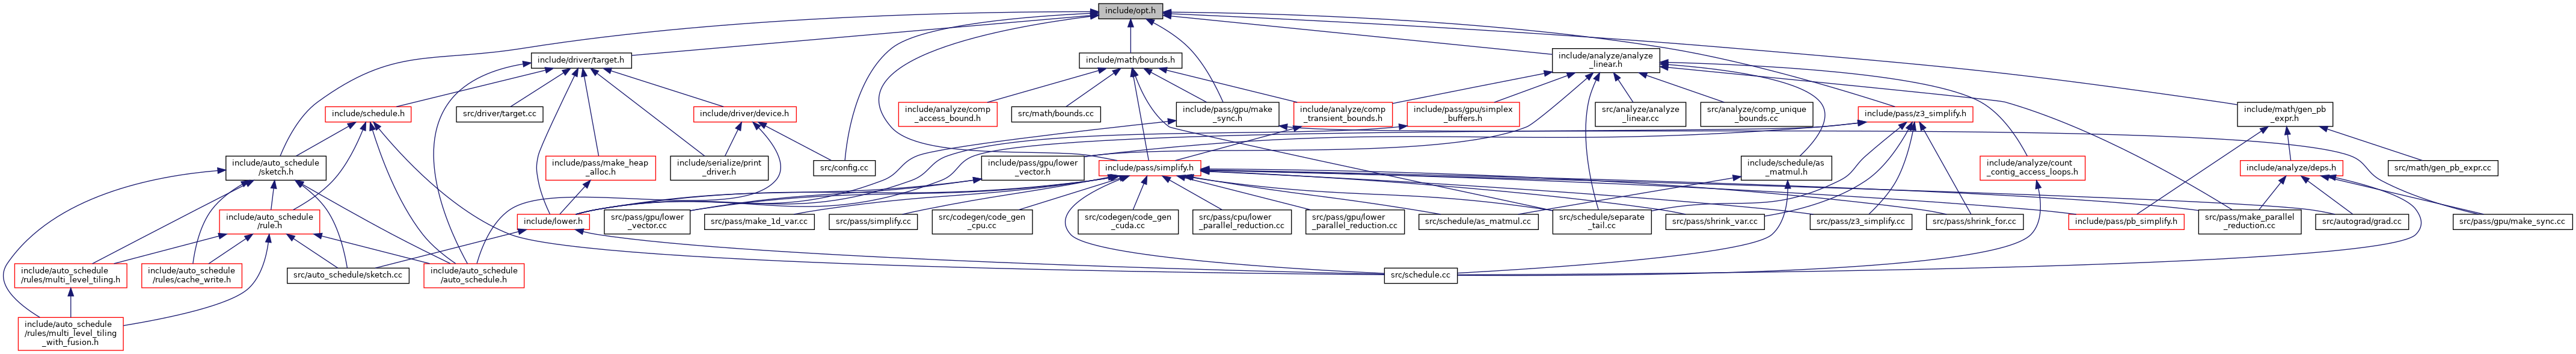 include/opt.h
include/driver/target.h
include/math/bounds.h
include/analyze/analyze
_linear.h
include/schedule.h
src/driver/target.cc
include/driver/device.h
include/analyze/comp
_access_bound.h
src/math/bounds.cc
include/pass/gpu/make
_sync.h
include/analyze/comp
_transient_bounds.h
include/pass/gpu/simplex
_buffers.h
src/analyze/analyze
_linear.cc
src/analyze/comp_unique
_bounds.cc
include/pass/z3_simplify.h
include/math/gen_pb
_expr.h
include/auto_schedule
/sketch.h
include/pass/make_heap
_alloc.h
include/serialize/print
_driver.h
src/config.cc
include/pass/gpu/lower
_vector.h
include/pass/simplify.h
include/schedule/as
_matmul.h
include/analyze/count
_contig_access_loops.h
include/analyze/deps.h
src/math/gen_pb_expr.cc
include/auto_schedule
/rule.h
include/lower.h
src/pass/gpu/lower
_vector.cc
src/pass/make_1d_var.cc
src/pass/simplify.cc
src/codegen/code_gen
_cpu.cc
src/codegen/code_gen
_cuda.cc
src/pass/cpu/lower
_parallel_reduction.cc
src/pass/gpu/lower
_parallel_reduction.cc
src/schedule/as_matmul.cc
src/schedule/separate
_tail.cc
src/pass/shrink_var.cc
src/pass/z3_simplify.cc
src/pass/shrink_for.cc
include/pass/pb_simplify.h
src/pass/make_parallel
_reduction.cc
src/autograd/grad.cc
src/pass/gpu/make_sync.cc
include/auto_schedule
/rules/multi_level_tiling.h
include/auto_schedule
/rules/cache_write.h
src/auto_schedule/sketch.cc
include/auto_schedule
/auto_schedule.h
src/schedule.cc
include/auto_schedule
/rules/multi_level_tiling
_with_fusion.h